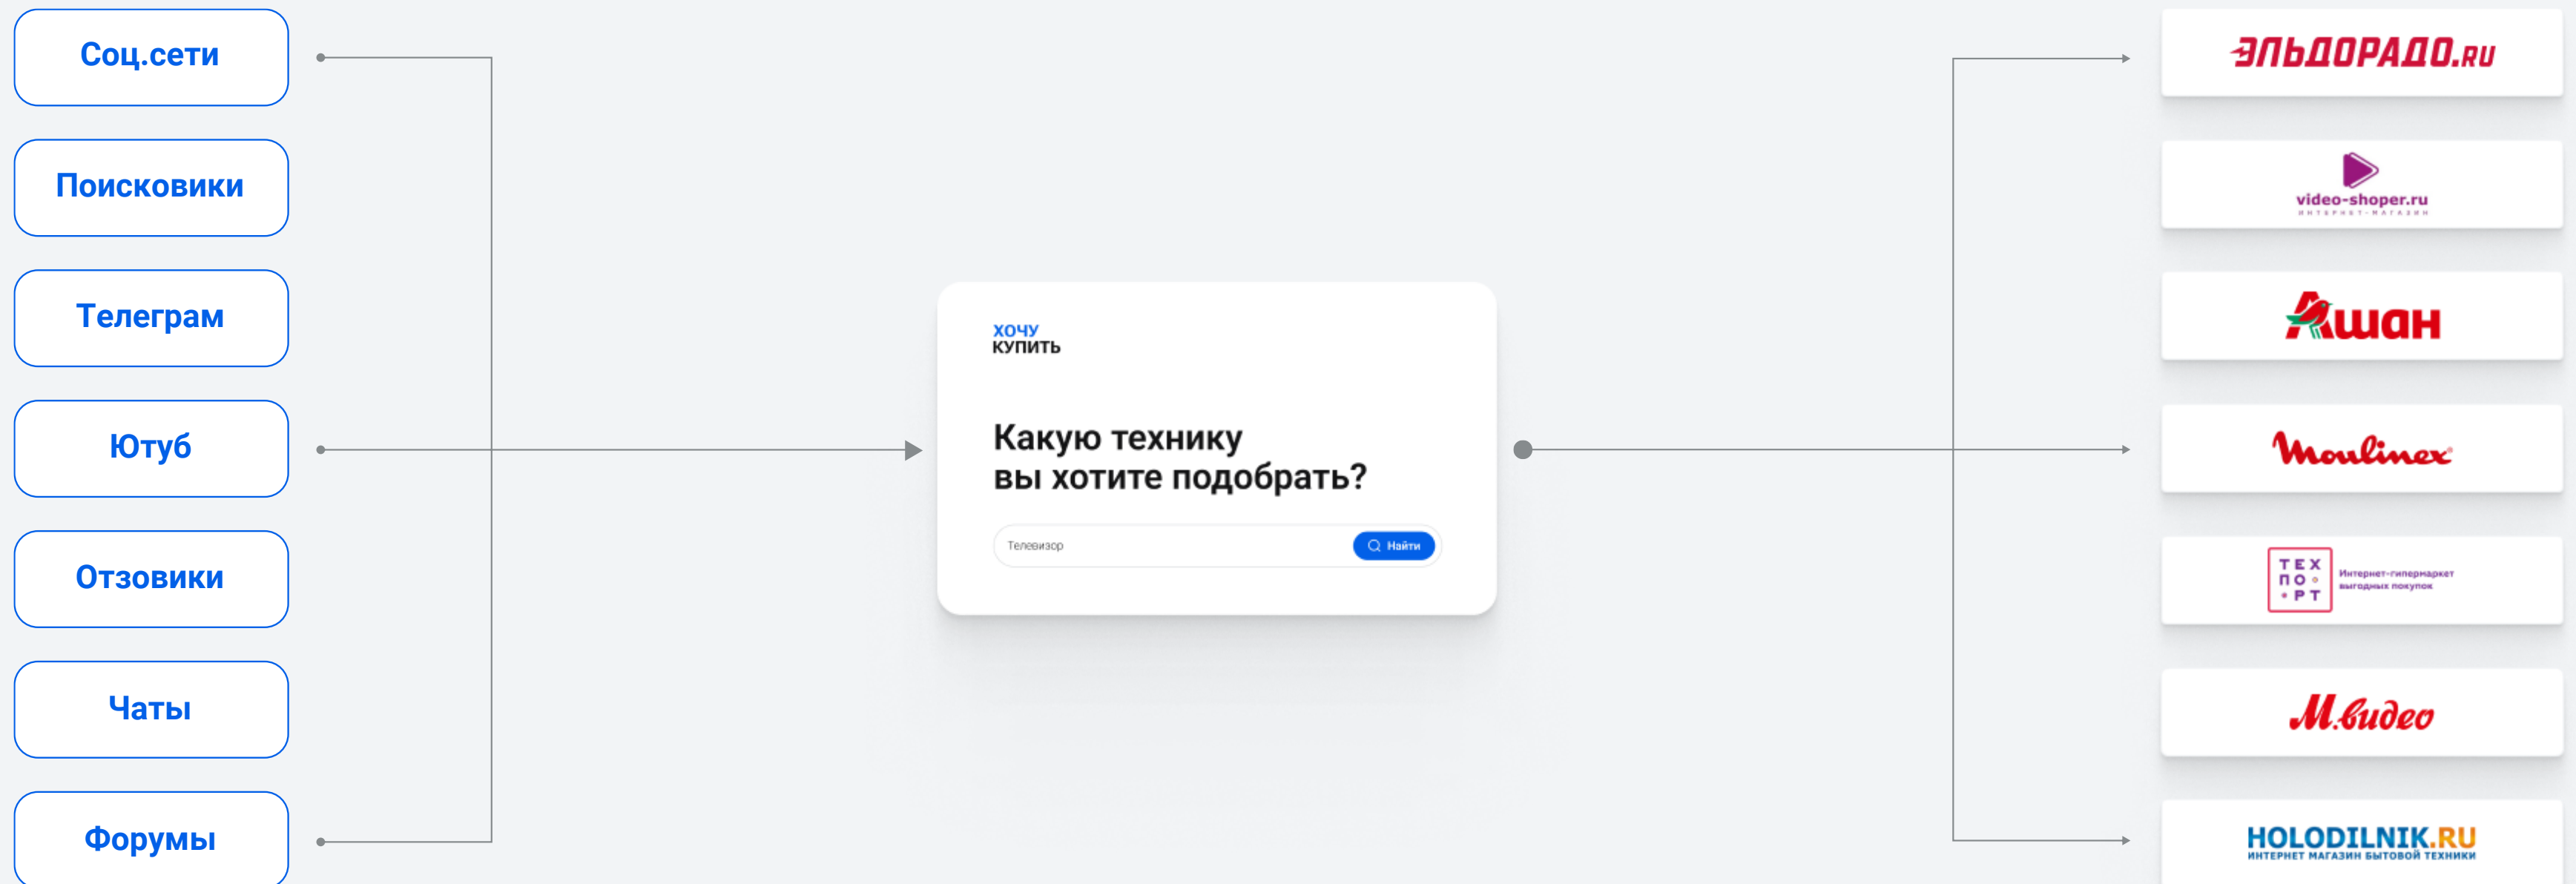 Соц.сети
Поисковики
Телеграм
Ютуб
Отзовики
Чаты
Форумы
ХОЧУ
КУПИТЬ
Какую технику
вы хотите подобрать?
Телевизор
Найти
ЭЛЬДОРАДО.RU
video-shoper.ru
ИНТЕРНЕТ-МАГАЗИН
Ашан
Moulinex
ТЕХ
ПО
РТ
Интернет-гипермаркет
выгодных покупок
М.видео
HOLODILNIK.RU
ИНТЕРНЕТ МАГАЗИН БЫТОВОЙ ТЕХНИКИ